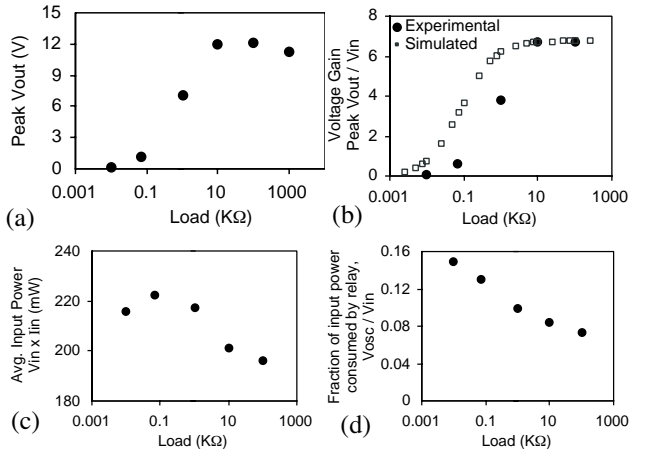 15
12
9
6
3
0
Peak Vout (V)
0.001 0.1 10 1000
Load (KΩ)
(a)
8
6
4
2
0
Voltage Gain
Peak Vout / Vin
Experimental
Simulated
0.001 0.1 10 1000
Load (KΩ)
(b)
240
220
200
180
Avg. Input Power
Vin x Iin (mW)
0.001 0.1 10 1000
Load (KΩ)
(c)
0.16
0.12
0.08
0.04
0
Fraction of input power
consumed by relay,
Vosc / Vin
0.001 0.1 10 1000
Load (KΩ)
(d)